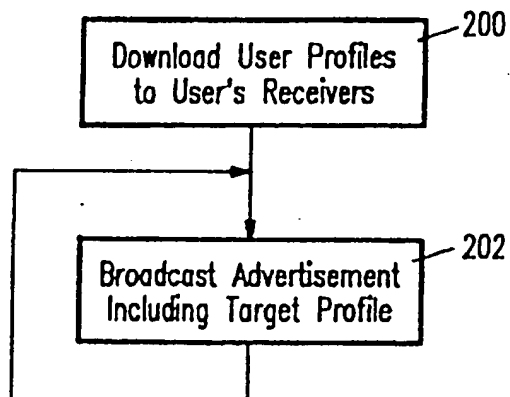 200
Download User Profiles
to User's Receivers
202
Broadcast Advertisement
Including Target Profile